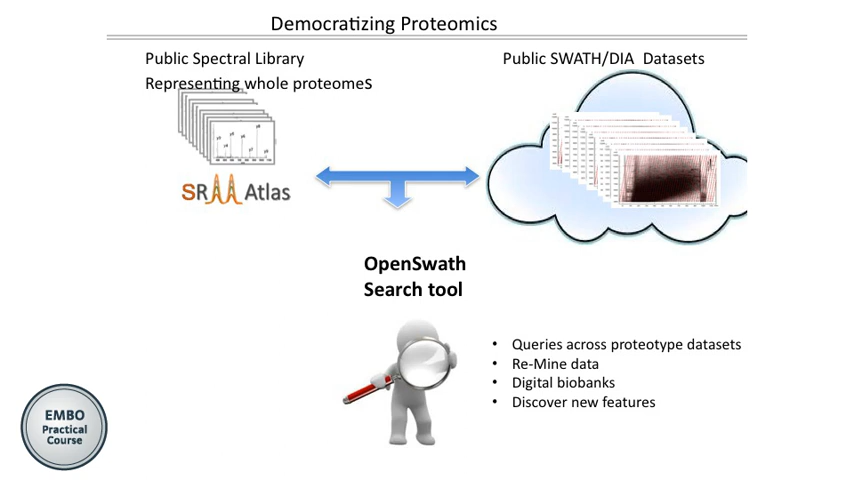 Democratizing Proteomics
Public Spectral Library
Representing whole proteomes
Public SWATH/DIA Datasets
SRM Atlas
OpenSwath
Search tool
• Queries across proteotype datasets
• Re-Mine data
• Digital biobanks
• Discover new features
EMBO
Practical
Course